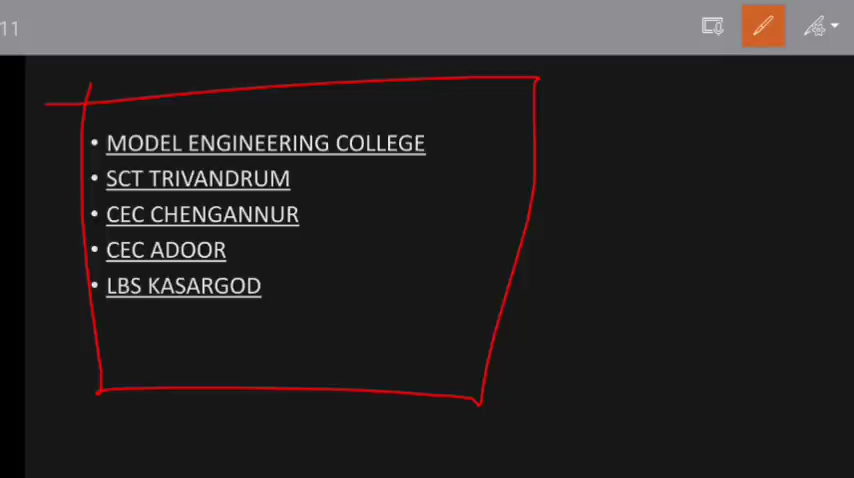 11
• MODEL ENGINEERING COLLEGE
• SCT TRIVANDRUM
• CEC CHENGANNUR
• CEC ADOOR
• LBS KASARGOD